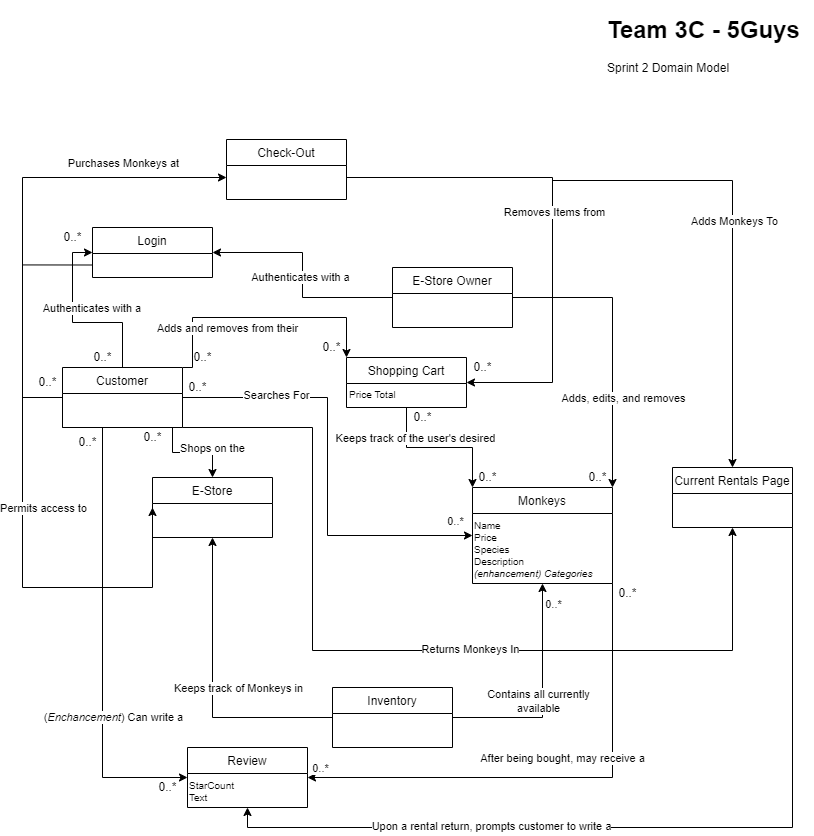 Team 3C - 5Guys
Sprint 2 Domain Model
Check-Out
Purchases Monkeys at
Removes Items from
Adds Monkeys To
0..*
Login
Authenticates with a
E-Store Owner
Authenticates with a
Adds and removes from their
0..*
0..*
0..*
Shopping Cart
0..*
Price Total
0..*
Customer
0..*
Searches For
Adds, edits, and removes
0..*
0..*
0..*
Keeps track of the user's desired
Shops on the
0..*
0..*
Current Rentals Page
E-Store
Monkeys
Permits access to
0..*
Name
Price
Species
Description
(enhancement) Categories
0..*
0..*
Returns Monkeys In
Keeps track of Monkeys in
Inventory
Contains all currently
available
(Enchancement) Can write a
After being bought, may receive a
Review
0..*
0..*
StarCount
Text
Upon a rental return, prompts customer to write a